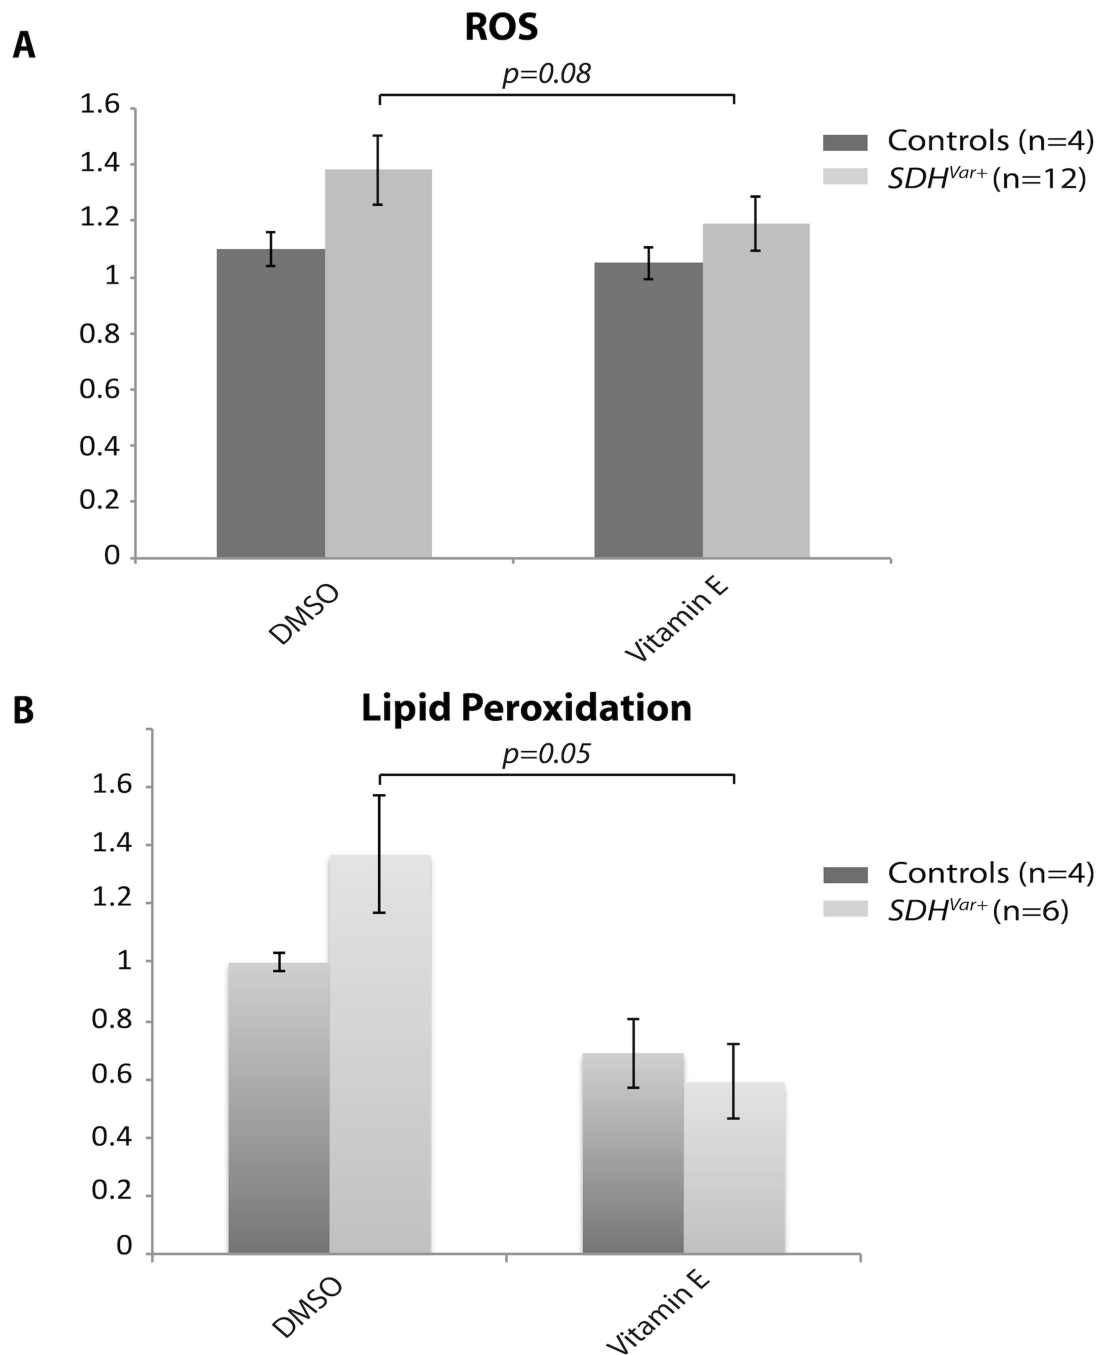 A
ROS
p=0.08
1.6
1.4
1.2
1
0.8
0.6
0.4
0.2
0
Controls (n=4)
SDHVar+ (n=12)
DMSO
Vitamin E
B
Lipid Peroxidation
p=0.05
1.6
1.4
1.2
1
0.8
0.6
0.4
0.2
0
Controls (n=4)
SDHVar+ (n=6)
DMSO
Vitamin E